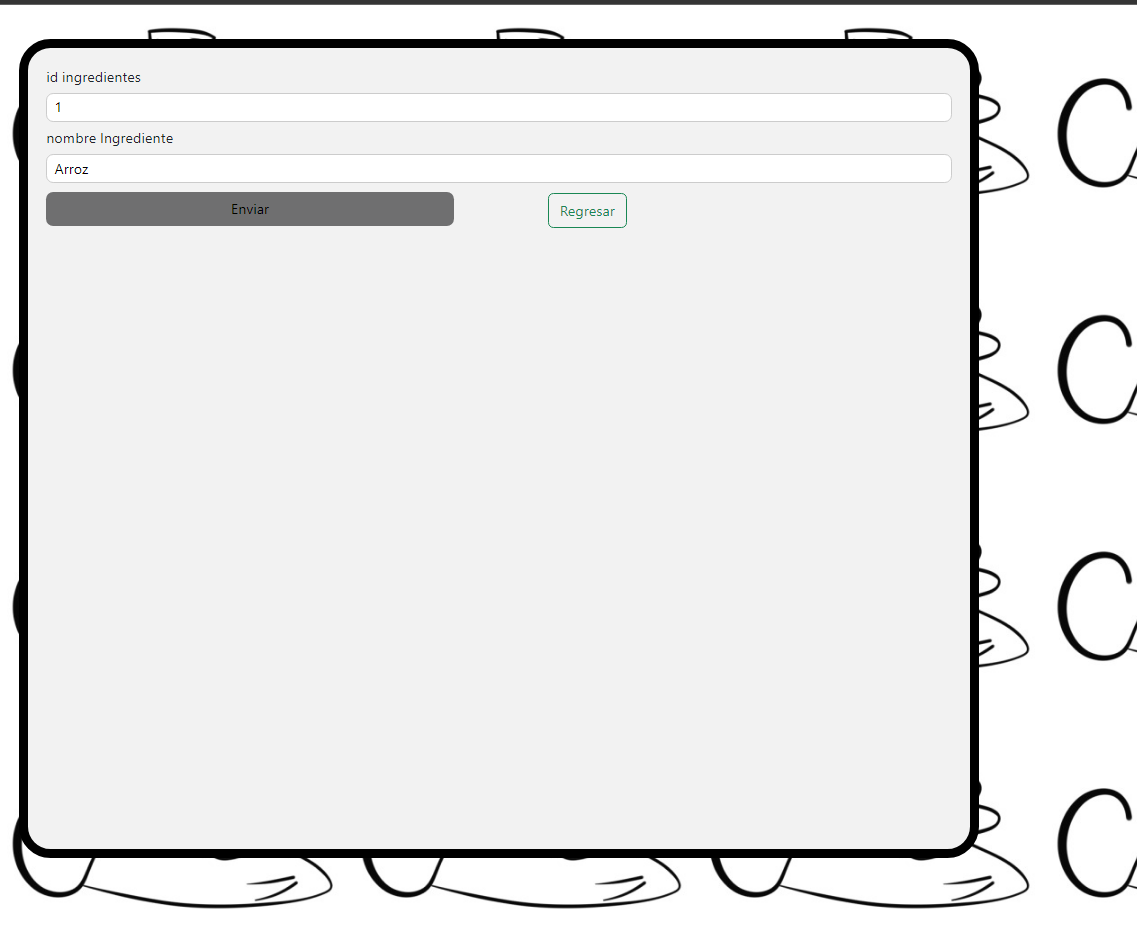 id ingredientes
1
nombre Ingrediente
Arroz
Enviar
Regresar